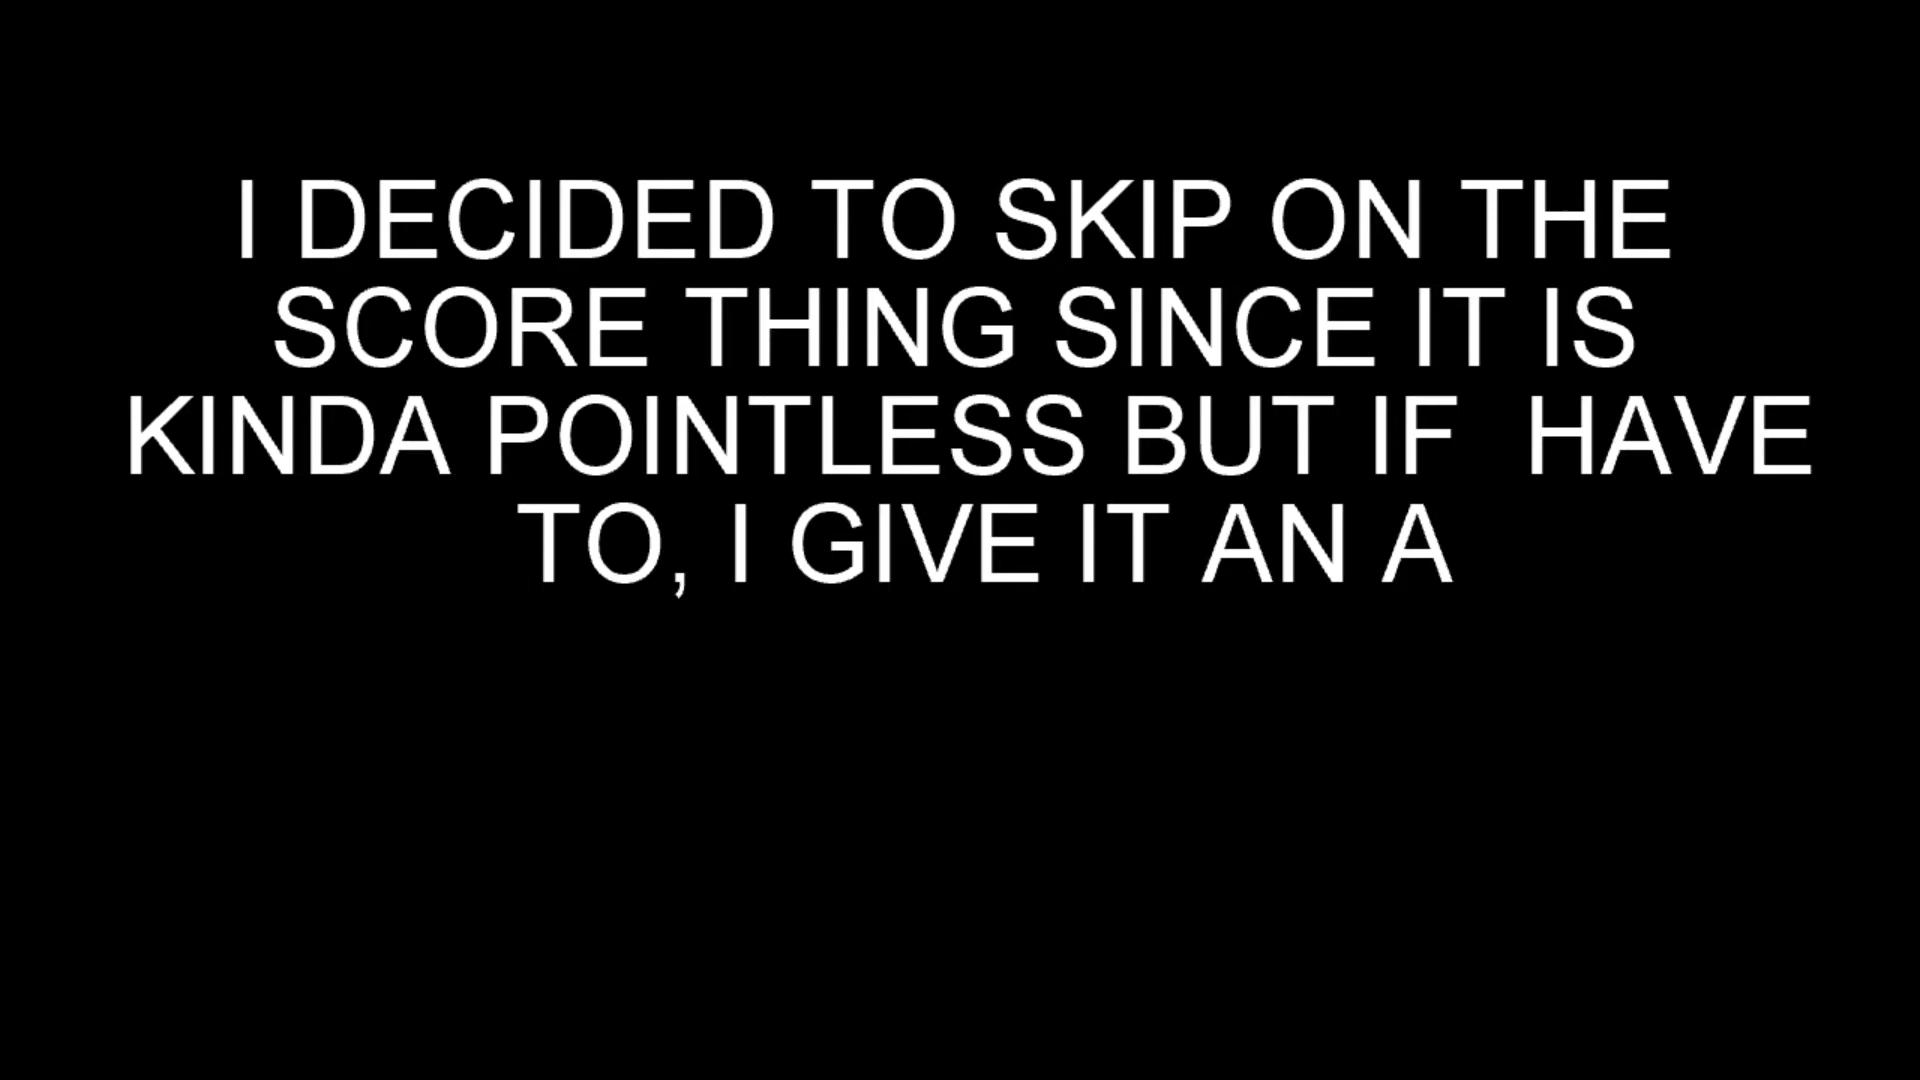 I DECIDED TO SKIP ON THE
SCORE THING SINCE IT IS
KINDA POINTLESS BUT IF  HAVE
TO, I GIVE IT AN A